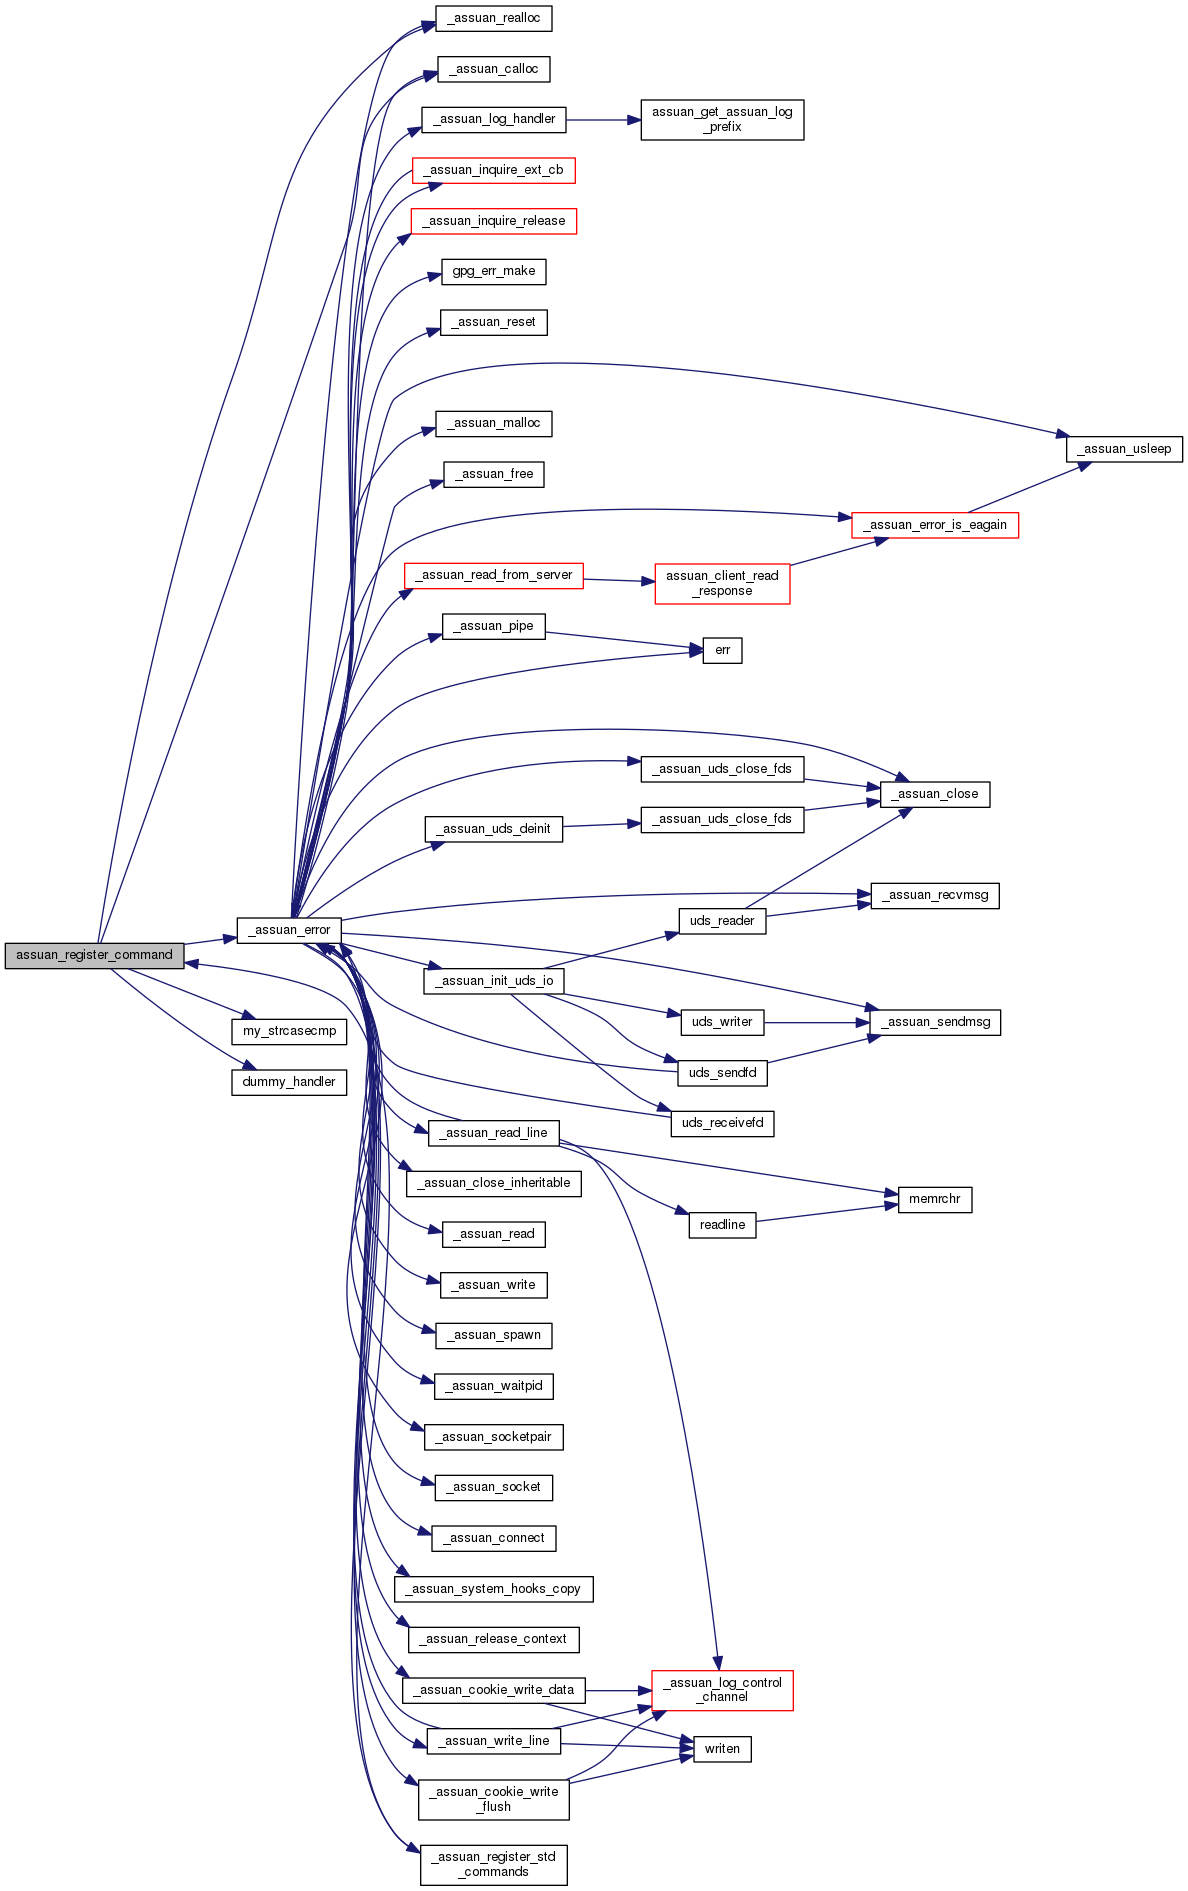 _assuan_realloc
_assuan_calloc
_assuan_log_handler
assuan_get_assuan_log
_prefix
_assuan_inquire_ext_cb
_assuan_inquire_release
gpg_err_make
_assuan_reset
_assuan_malloc
_assuan_usleep
_assuan_free
_assuan_error_is_eagain
_assuan_read_from_server
assuan_client_read
_response
_assuan_pipe
err
_assuan_uds_close_fds
_assuan_close
_assuan_uds_deinit
_assuan_uds_close_fds
_assuan_recvmsg
uds_reader
_assuan_error
assuan_register_command
_assuan_init_uds_io
uds_writer
_assuan_sendmsg
my_strcasecmp
uds_sendfd
dummy_handler
uds_receivefd
_assuan_read_line
_assuan_close_inheritable
memrchr
readline
_assuan_read
_assuan_write
_assuan_spawn
_assuan_waitpid
_assuan_socketpair
_assuan_socket
_assuan_connect
_assuan_system_hooks_copy
_assuan_release_context
_assuan_cookie_write_data
_assuan_log_control
_channel
_assuan_write_line
writen
_assuan_cookie_write
_flush
_assuan_register_std
_commands